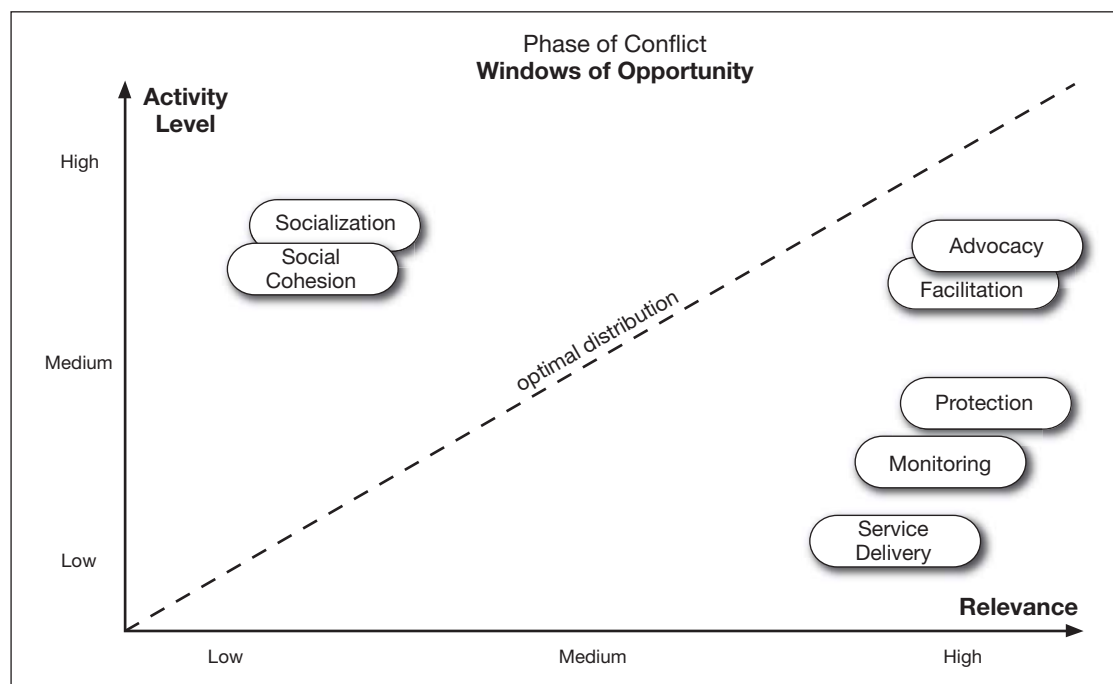 Phase of Conflict
Windows of Opportunity
Activity
Level
High
Socialization
Social
Cohesion
Advocacy
Facilitation
optimal distribution
Medium
Protection
Monitoring
Service
Delivery
Low
Relevance
Low
Medium
High